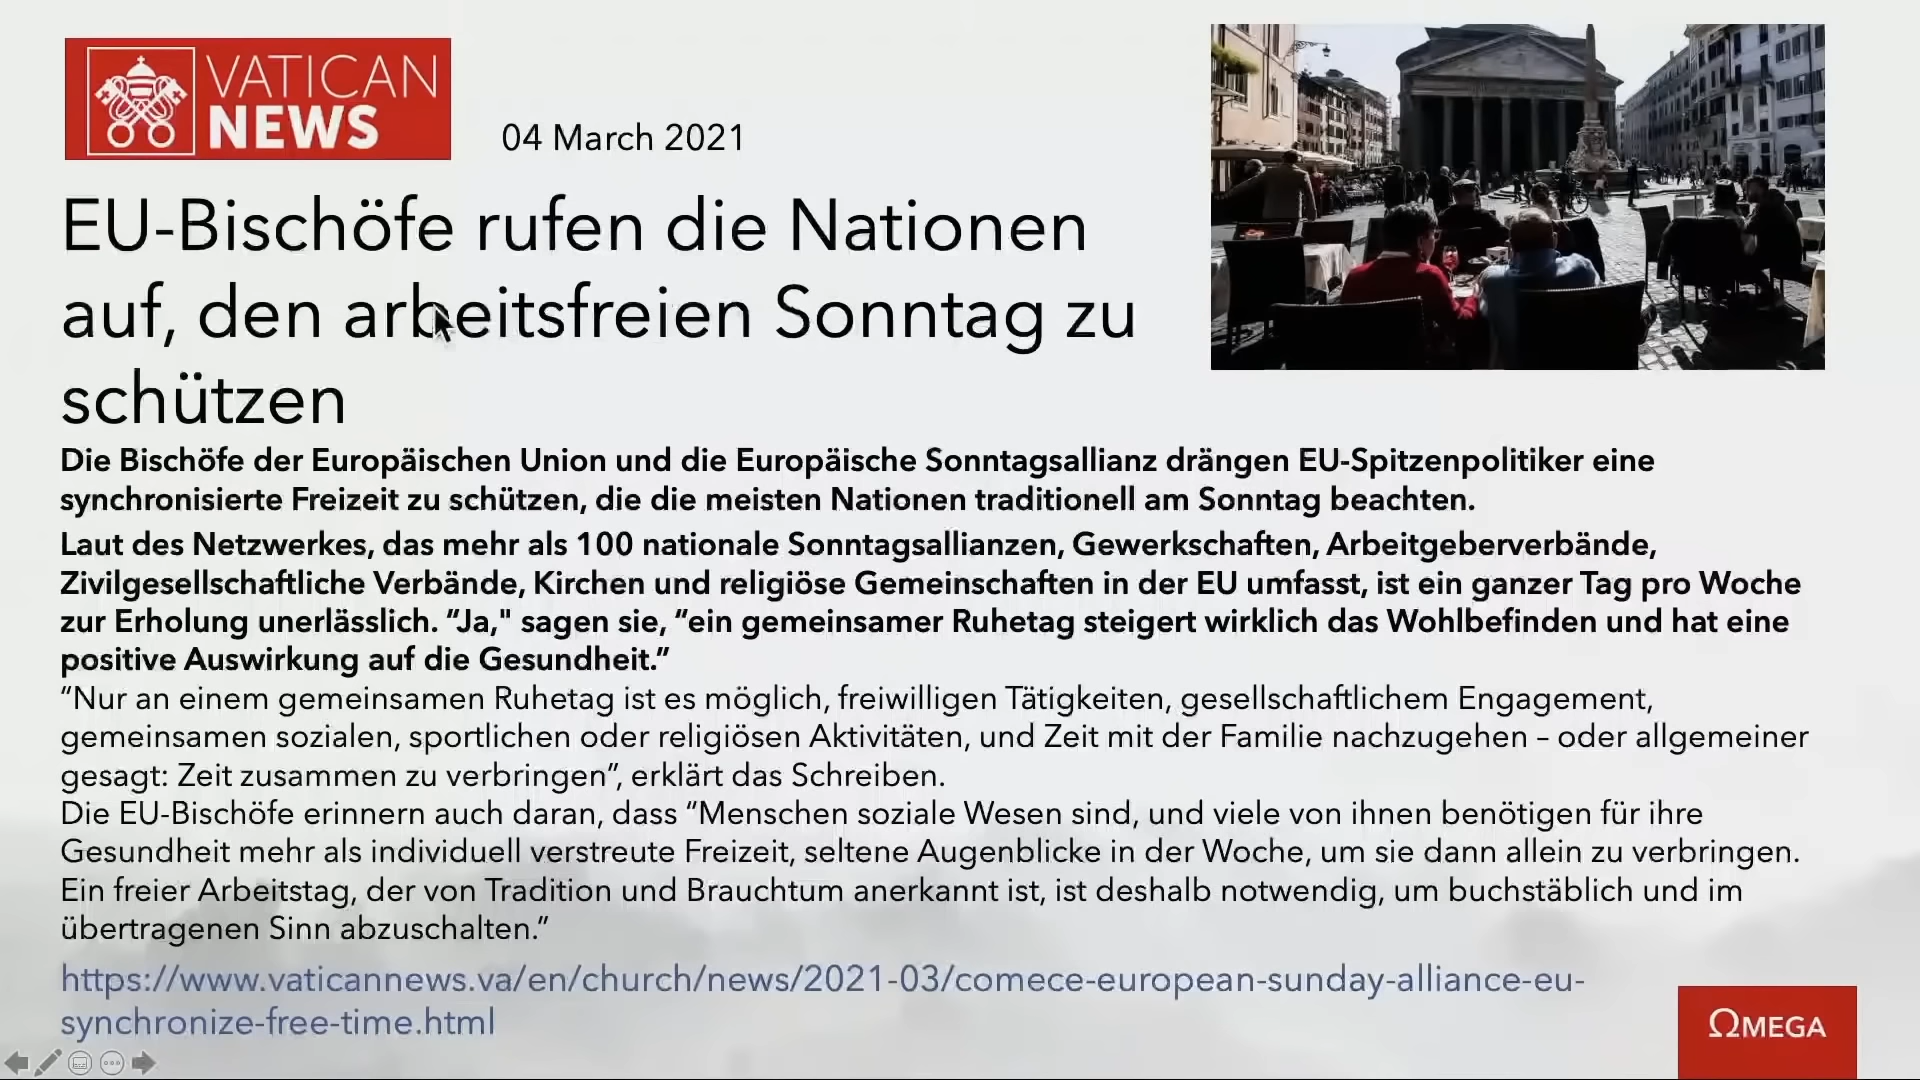 VATICAN
NEWS
04 March 2021
EU-Bischöfe rufen die Nationen
auf, den arbeitsfreien Sonntag zu
schützen
Die Bischöfe der Europäischen Union und die Europäische Sonntagsallianz drängen EU-Spitzenpolitiker eine
synchronisierte Freizeit zu schützen, die die meisten Nationen traditionell am Sonntag beachten.
Laut des Netzwerkes, das mehr als 100 nationale Sonntagsallianzen, Gewerkschaften, Arbeitgeberverbände,
Zivilgesellschaftliche Verbände, Kirchen und religiöse Gemeinschaften in der EU umfasst, ist ein ganzer Tag pro Woche
zur Erholung unerlässlich. “Ja," sagen sie, “ein gemeinsamer Ruhetag steigert wirklich das Wohlbefinden und hat eine
positive Auswirkung auf die Gesundheit.”
“Nur an einem gemeinsamen Ruhetag ist es möglich, freiwilligen Tätigkeiten, gesellschaftlichem Engagement,
gemeinsamen sozialen, sportlichen oder religiösen Aktivitäten, und Zeit mit der Familie nachzugehen – oder allgemeiner
gesagt: Zeit zusammen zu verbringen”, erklärt das Schreiben.
Die EU-Bischöfe erinnern auch daran, dass “Menschen soziale Wesen sind, und viele von ihnen benötigen für ihre
Gesundheit mehr als individuell verstreute Freizeit, seltene Augenblicke in der Woche, um sie dann allein zu verbringen.
Ein freier Arbeitstag, der von Tradition und Brauchtum anerkannt ist, ist deshalb notwendig, um buchstäblich und im
übertragenen Sinn abzuschalten.”
https://www.vaticannews.va/en/church/news/2021-03/comece-european-sunday-alliance-eu-
synchronize-free-time.html
ΩMEGA